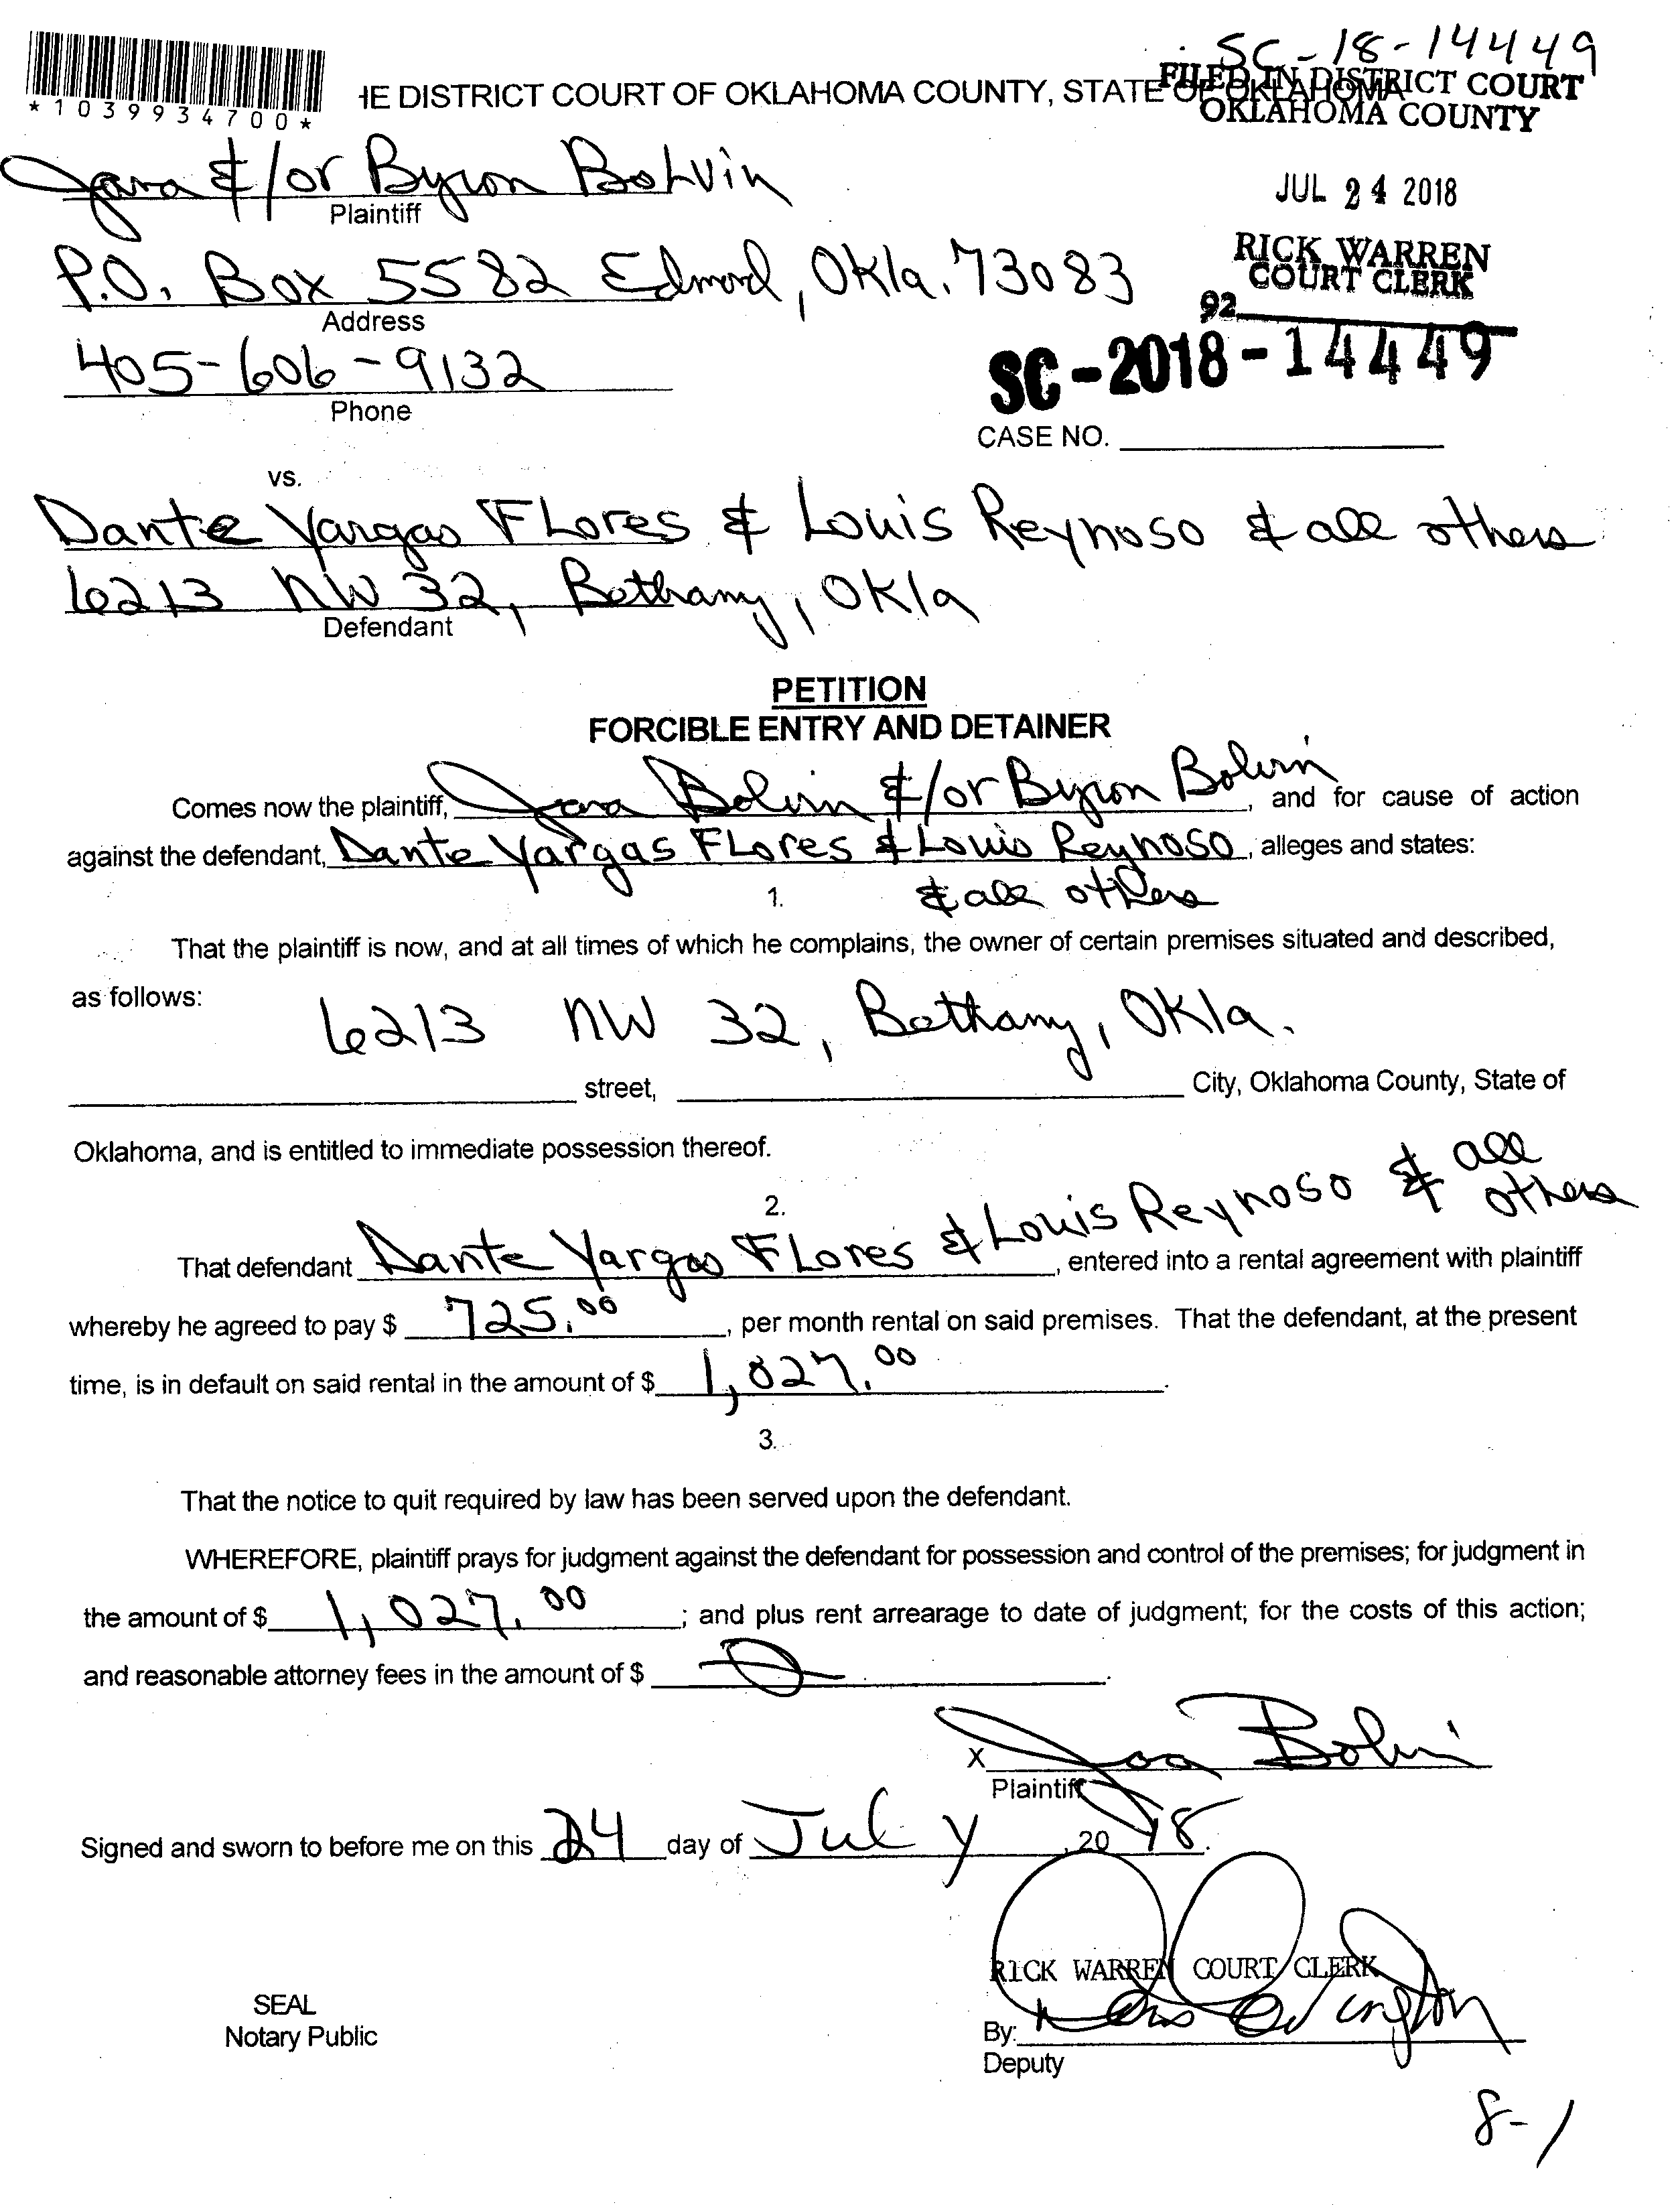 SC-18-14449
*1039934700*
HE DISTRICT COURT OF OKLAHOMA COUNTY, STATE OF OKLAHOMA
FILED IN DISTRICT COURT
OKLAHOMA COUNTY
& /or Byron Bolvin
Plaintiff
JUL 24 2018
P.O. Box 5582 Edmond, Okla. 73083
Address
RICK WARREN
COURT CLERK
92
405-606-9132
Phone
SC-2018-14449
CASE NO.
vs.
Dante Vargas Flores & Louis Reynoso & all others
6213 NW 32, Bethany, Okla
Defendant
PETITION
FORCIBLE ENTRY AND DETAINER
Comes now the plaintiff, Bolvin &/or Byron Bolvin, and for cause of action
against the defendant, Dante Vargas Flores & Louis Reynoso, alleges and states:
1. & all others
That the plaintiff is now, and at all times of which he complains, the owner of certain premises situated and described,
as follows: 6213 NW 32, Bethany, Okla.
street, City, Oklahoma County, State of
Oklahoma, and is entitled to immediate possession thereof.
2.
That defendant Dante Vargas Flores & Louis Reynoso & all others, entered into a rental agreement with plaintiff
whereby he agreed to pay $ 725.00, per month rental on said premises. That the defendant, at the present
time, is in default on said rental in the amount of $ 1,027.00.
3.
That the notice to quit required by law has been served upon the defendant.
WHEREFORE, plaintiff prays for judgment against the defendant for possession and control of the premises; for judgment in
the amount of $ 1,027.00; and plus rent arrearage to date of judgment; for the costs of this action;
and reasonable attorney fees in the amount of $ 0.
X Bolvin
Plaintiff
Signed and sworn to before me on this 24 day of July, 20 18.
RICK WARREN COURT CLERK
SEAL
Notary Public
By:
Deputy
8-1